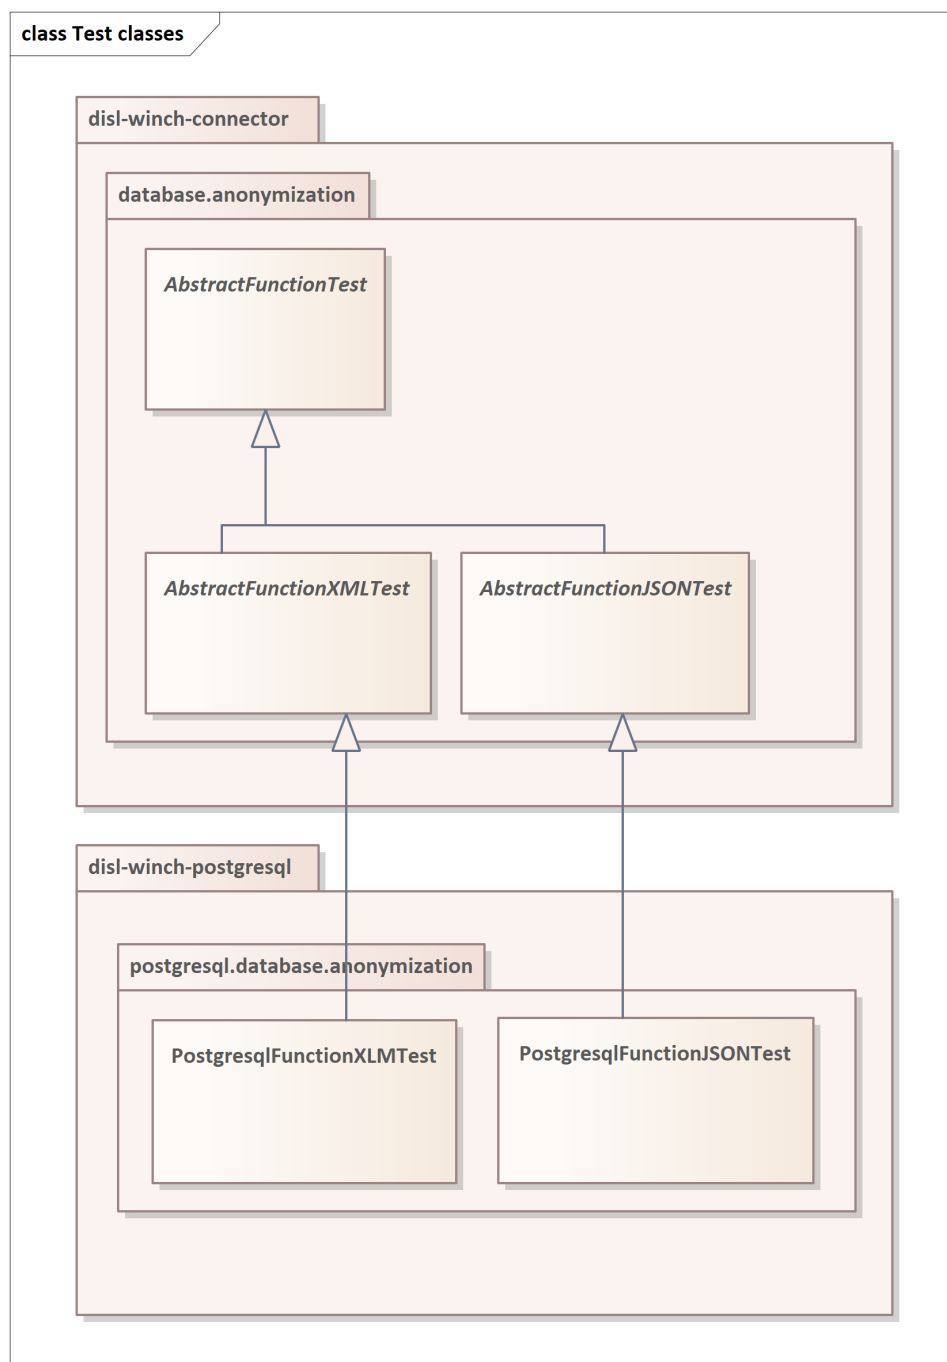 class Test classes
disl-winch-connector
database.anonymization
AbstractFunctionTest
AbstractFunctionXMLTest
AbstractFunctionJSONTest
disl-winch-postgresql
postgresql.database.anonymization
PostgresqlFunctionXLMTest
PostgresqlFunctionJSONTest